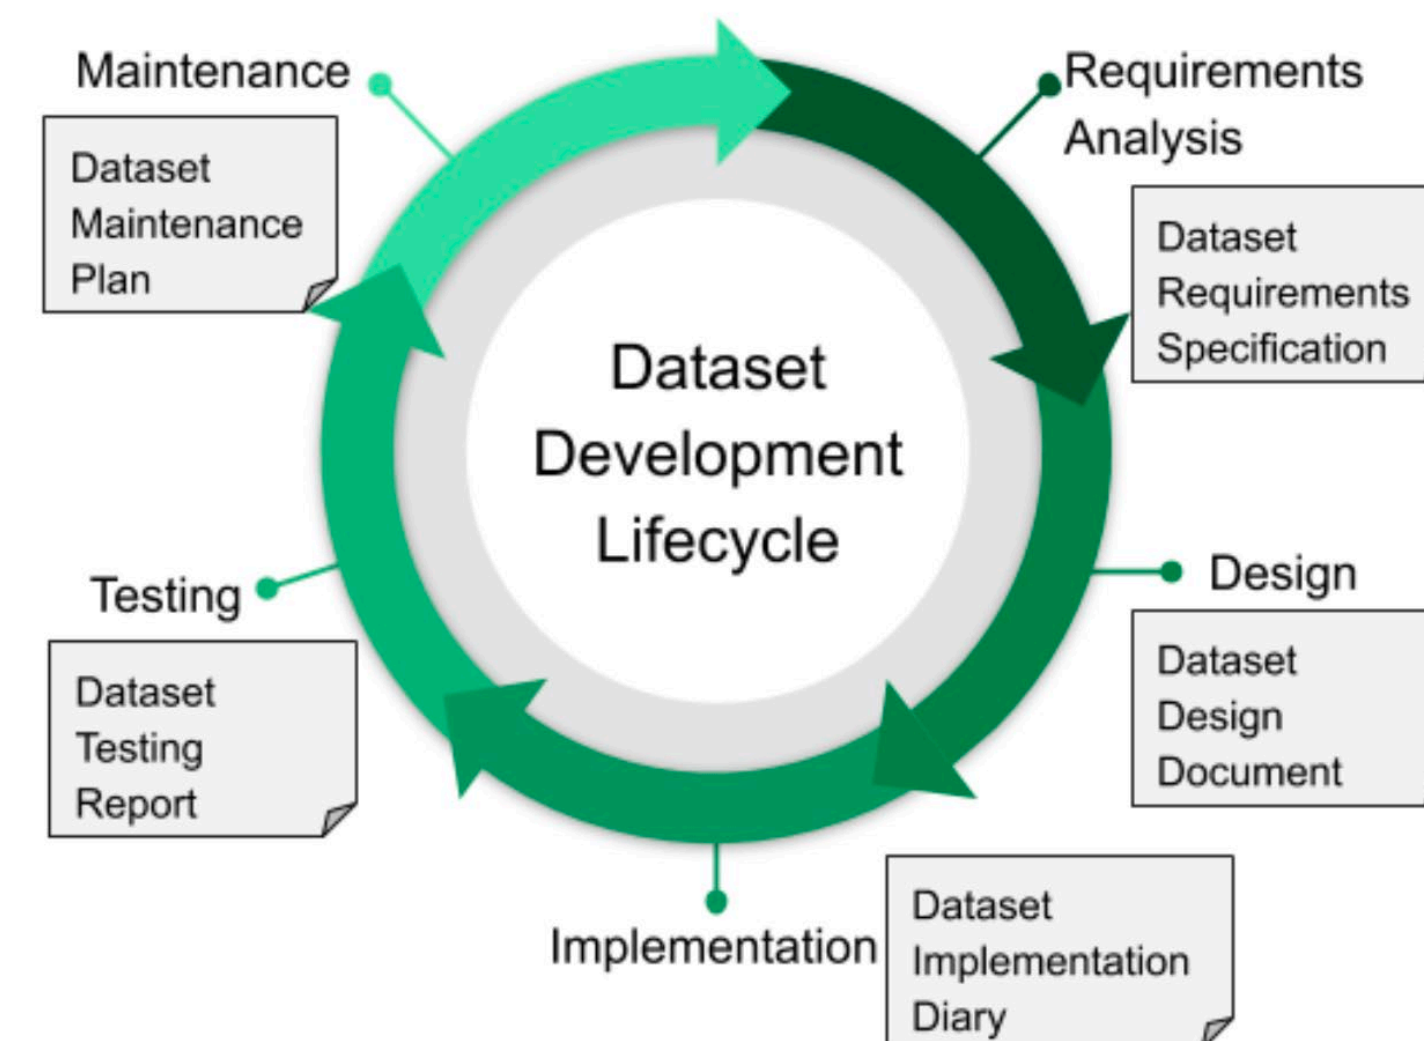 Maintenance
Dataset
Maintenance
Plan
Requirements
Analysis
Dataset
Requirements
Specification
Dataset
Development
Lifecycle
Design
Dataset
Design
Document
Testing
Dataset
Testing
Report
Implementation
Dataset
Implementation
Diary